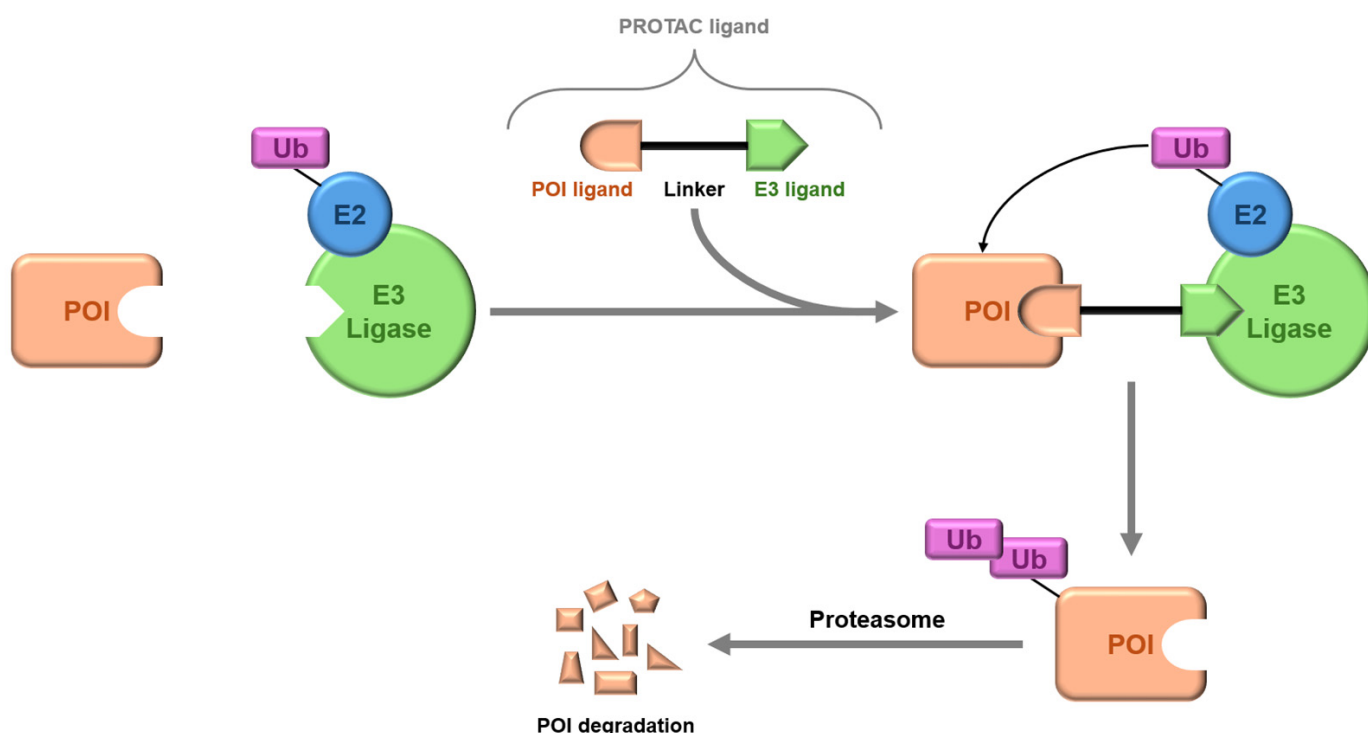 PROTAC ligand
Ub
E2
POI
E3
Ligase
POI ligand
Linker
E3 ligand
Ub
E2
POI
E3
Ligase
Ub
Ub
POI
Proteasome
POI degradation